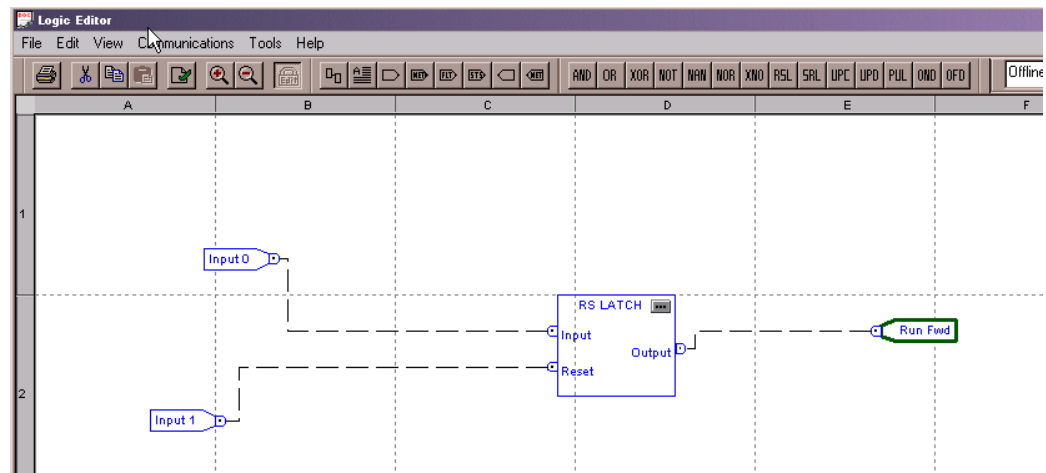 Logic Editor
File Edit View Communications Tools Help
Edit AND OR XOR NOT NAN NOR XNO RSL SRL UPC UPD PUL OND OFD Offline
A B C D E F
1
Input 0
RS LATCH
Input
Run Fwd
Output
Reset
2
Input 1